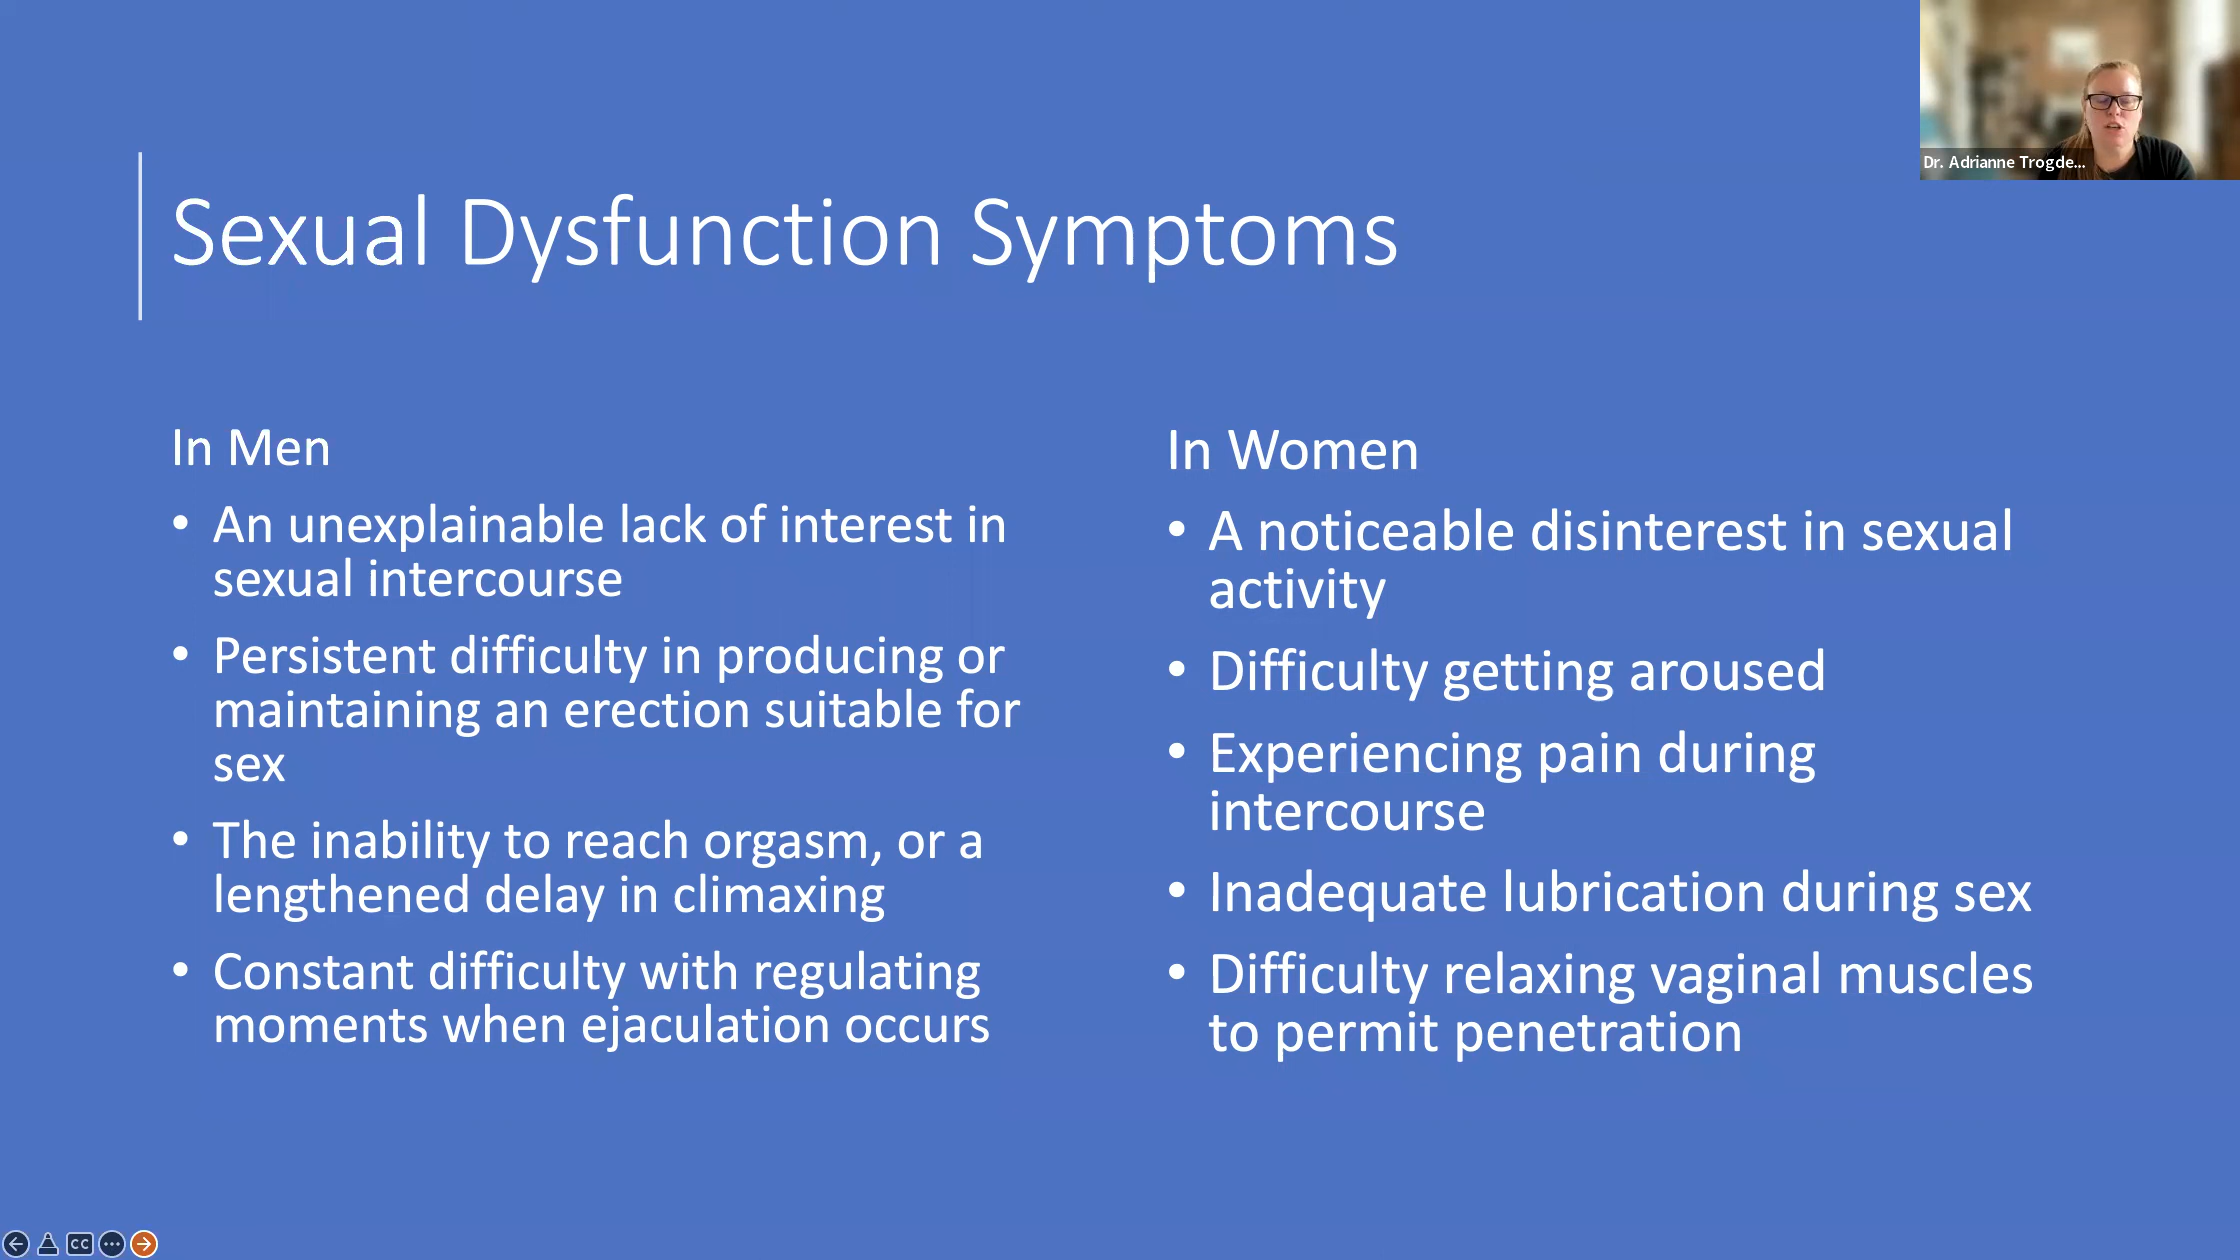 Dr. Adrianne Trogde...
Sexual Dysfunction Symptoms
In Men
• An unexplainable lack of interest in
sexual intercourse
• Persistent difficulty in producing or
maintaining an erection suitable for
sex
• The inability to reach orgasm, or a
lengthened delay in climaxing
• Constant difficulty with regulating
moments when ejaculation occurs
In Women
• A noticeable disinterest in sexual
activity
• Difficulty getting aroused
• Experiencing pain during
intercourse
• Inadequate lubrication during sex
• Difficulty relaxing vaginal muscles
to permit penetration
CC